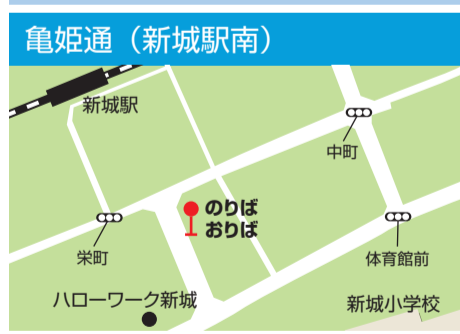 亀姫通（新城駅南）
新城駅
中町
のりば
おりば
栄町
体育館前
ハローワーク新城
新城小学校